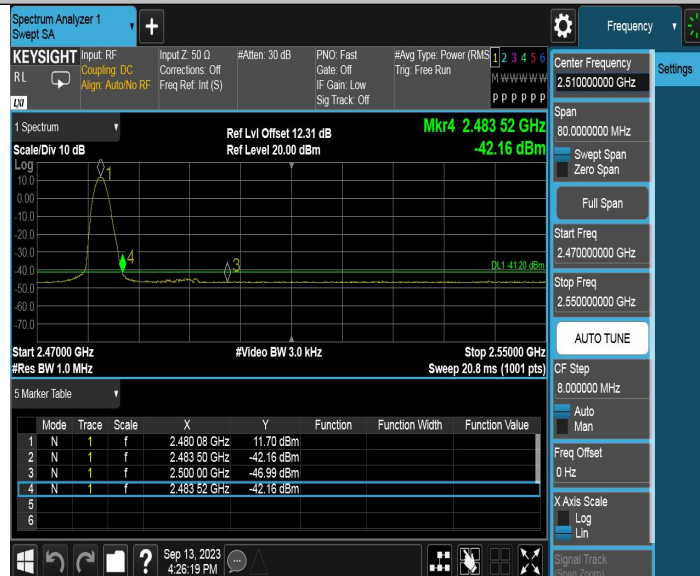 Spectrum Analyzer 1
Swept SA
Frequency
KEYSIGHT
RL
LXI
Input: RF
Coupling: DC
Align: Auto/No RF
Input Z: 50 Ω
Corrections: Off
Freq Ref: Int (S)
#Atten: 30 dB
PNO: Fast
Gate: Off
IF Gain: Low
Sig Track: Off
#Avg Type: Power (RMS
Trig: Free Run
1 2 3 4 5 6
M W W W W W
P P P P P P
1 Spectrum
Scale/Div 10 dB
Ref Lvl Offset 12.31 dB
Ref Level 20.00 dBm
Mkr4 2.483 52 GHz
-42.16 dBm
Log
10.0
0.00
-10.0
-20.0
-30.0
-40.0
-50.0
-60.0
-70.0
1
4
3
DL1 -41.20 dBm
Start 2.47000 GHz
#Res BW 1.0 MHz
#Video BW 3.0 kHz
Stop 2.55000 GHz
Sweep 20.8 ms (1001 pts)
5 Marker Table
Mode Trace Scale X Y Function Function Width Function Value
1 N 1 f 2.480 08 GHz 11.70 dBm
2 N 1 f 2.483 50 GHz -42.16 dBm
3 N 1 f 2.500 00 GHz -46.99 dBm
4 N 1 f 2.483 52 GHz -42.16 dBm
5
6
Sep 13, 2023
4:26:19 PM
Center Frequency
2.510000000 GHz
Settings
Span
80.0000000 MHz
Swept Span
Zero Span
Full Span
Start Freq
2.470000000 GHz
Stop Freq
2.550000000 GHz
AUTO TUNE
CF Step
8.000000 MHz
Auto
Man
Freq Offset
0 Hz
X Axis Scale
Log
Lin
Signal Track
(Span Zoom)